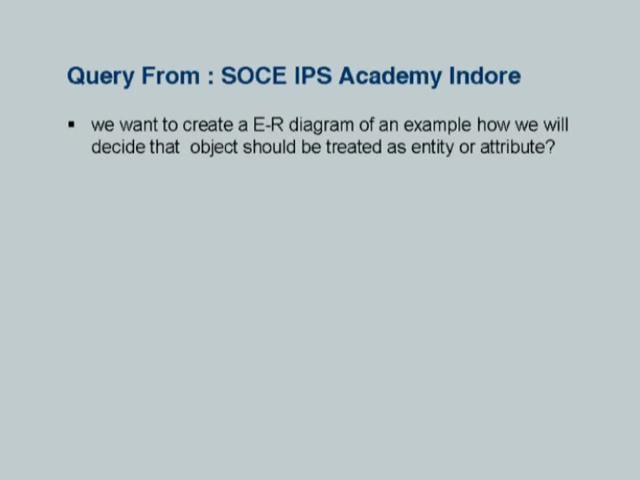 Query From : SOCE IPS Academy Indore
▪ we want to create a E-R diagram of an example how we will
decide that object should be treated as entity or attribute?